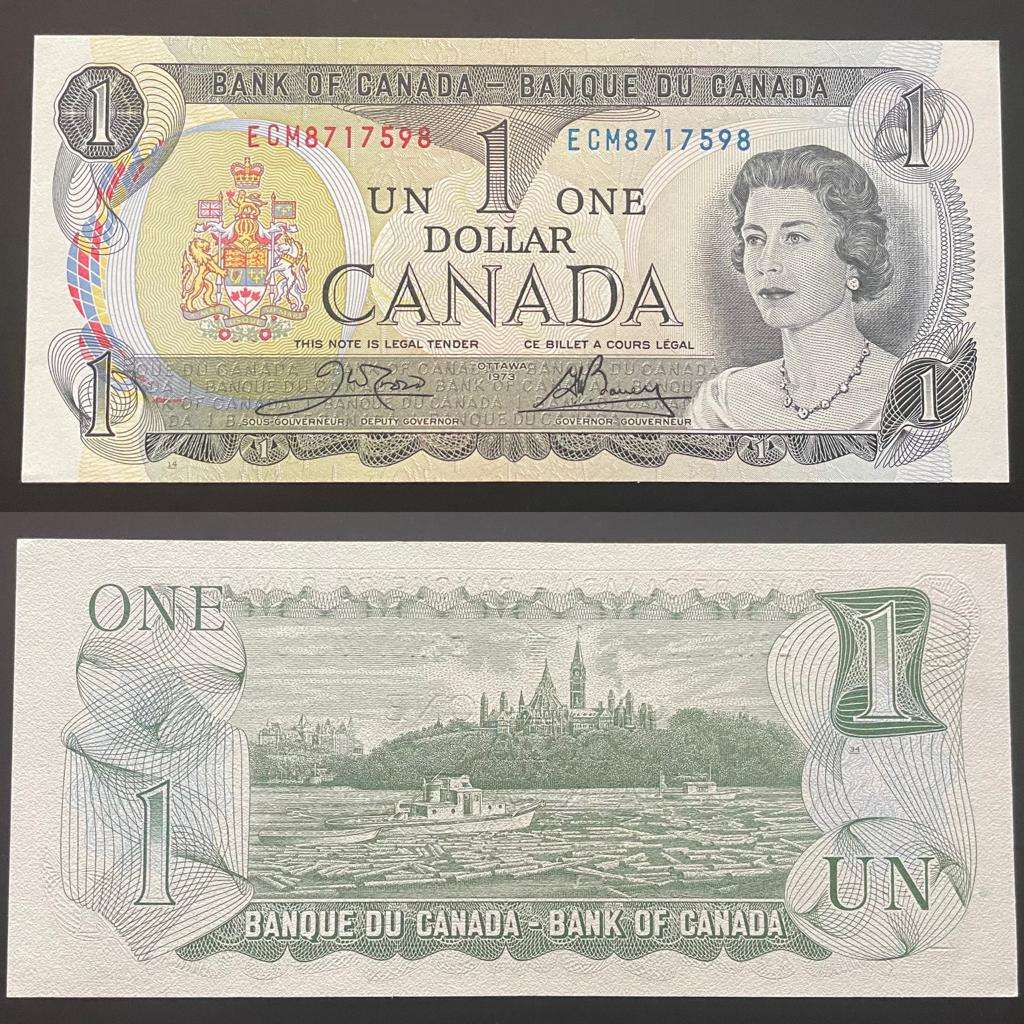 BANK OF CANADA – BANQUE DU CANADA
1 1
ECM8717598 1 ECM8717598
UN ONE
DOLLAR
CANADA
THIS NOTE IS LEGAL TENDER CE BILLET A COURS LÉGAL
OTTAWA
1973
1 1
SOUS-GOUVERNEUR DEPUTY GOVERNOR GOVERNOR-GOUVERNEUR
1 1
14
ONE
1
34
1
UN
BANQUE DU CANADA - BANK OF CANADA